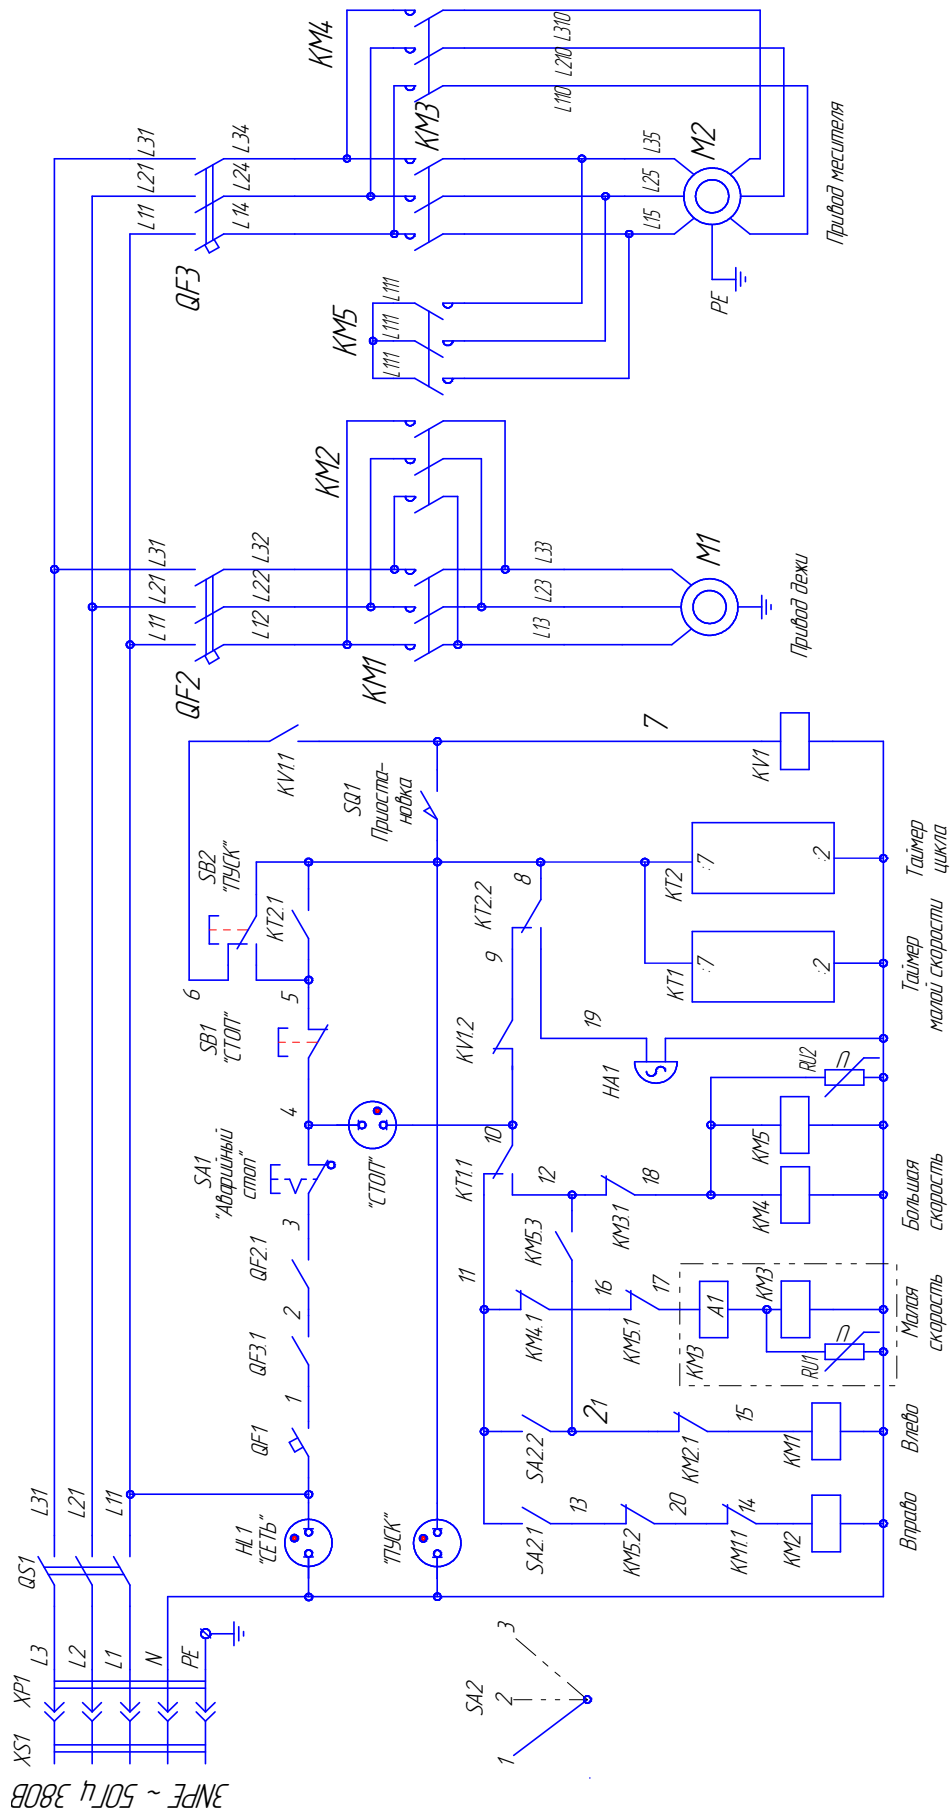 3NPE ~ 50Гц 380В
XS1
XP1
L3
L2
L1
N
PE
QS1
L31
L21
L11
HL1
"СЕТЬ"
"ПУСК"
QF1
1
QF3.1
2
QF2.1
3
SA1
"Аварийный
стоп"
4
"СТОП"
SB1
"СТОП"
5
6
SB2
"ПУСК"
KT2.1
KV1.1
SQ1
Приоста-
новка
7
KV1
SA2
1
2
3
SA2.1
13
KM5.2
20
KM1.1
14
KM2
Вправо
SA2.2
21
KM2.1
15
KM1
Влево
11
KM4.1
16
KM5.1
17
KM3
A1
KM3
RU1
Малая
скорость
KT1.1
10
12
KM5.3
KM3.1
18
KM4
KM5
RU2
Большая
скорость
KV1.2
9
KT2.2
8
19
HA1
KT1
:7
:2
Таймер
малой скорости
KT2
:7
:2
Таймер
цикла
QF2
L11
L21
L31
L12
L22
L32
KM1
KM2
L13
L23
L33
M1
Привод дежи
QF3
L11
L21
L31
L14
L24
L34
KM5
L111
L111
L111
KM3
KM4
L15
L25
L35
L110
L210
L310
M2
PE
Привод месителя